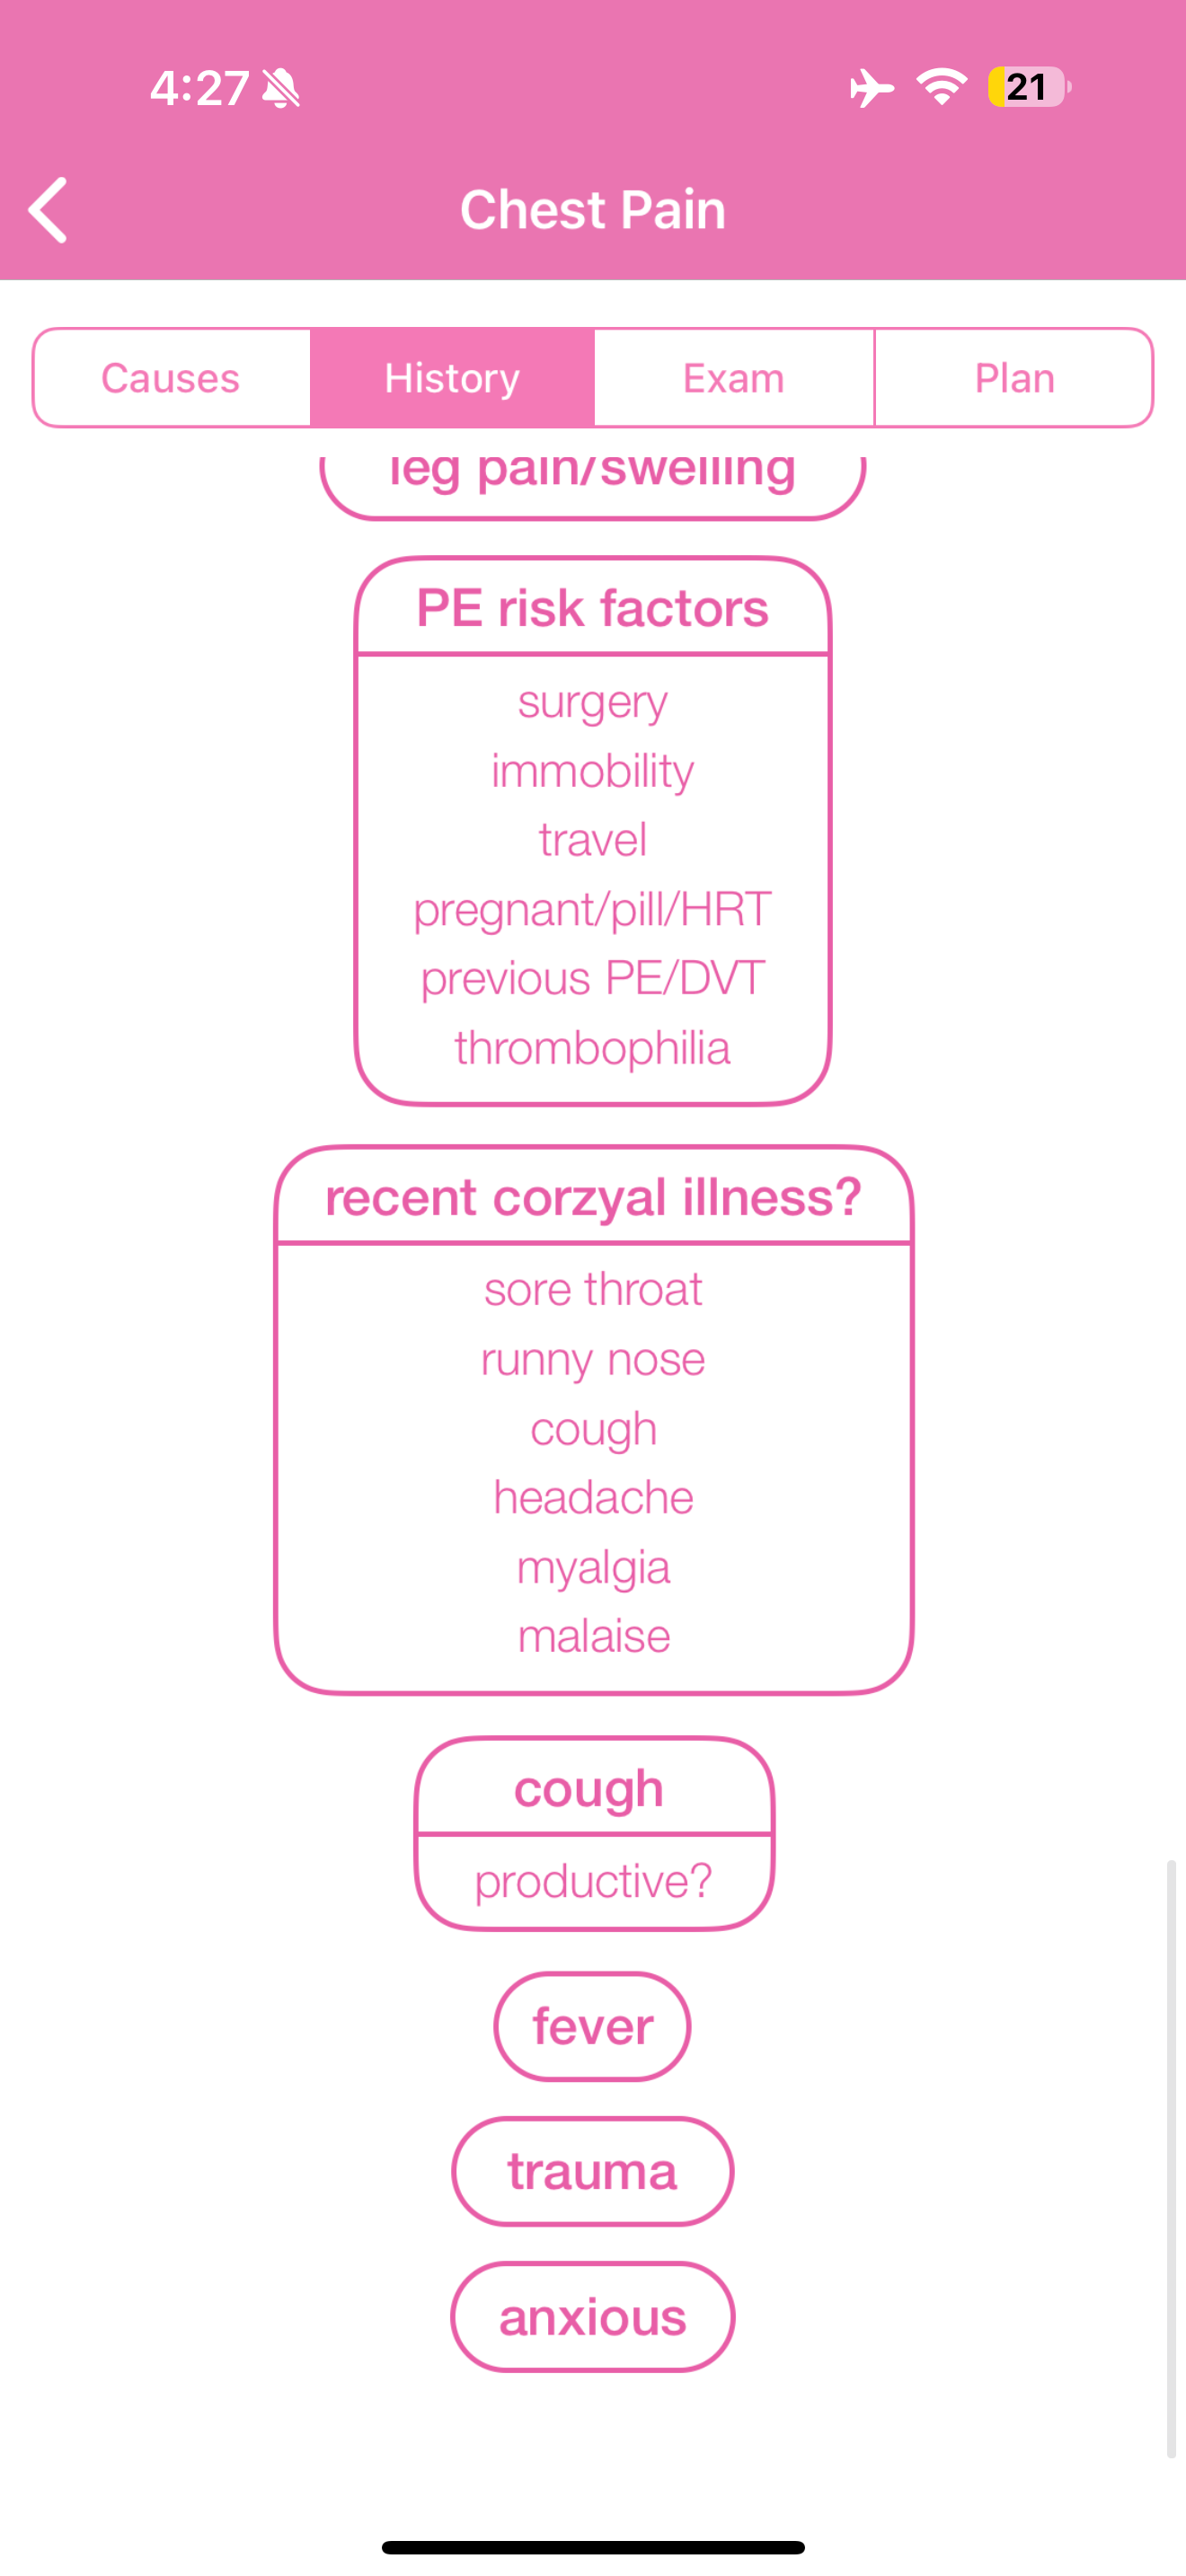 4:27
21
Chest Pain
Causes History Exam Plan
leg pain/swelling
PE risk factors
surgery
immobility
travel
pregnant/pill/HRT
previous PE/DVT
thrombophilia
recent corzyal illness?
sore throat
runny nose
cough
headache
myalgia
malaise
cough
productive?
fever
trauma
anxious